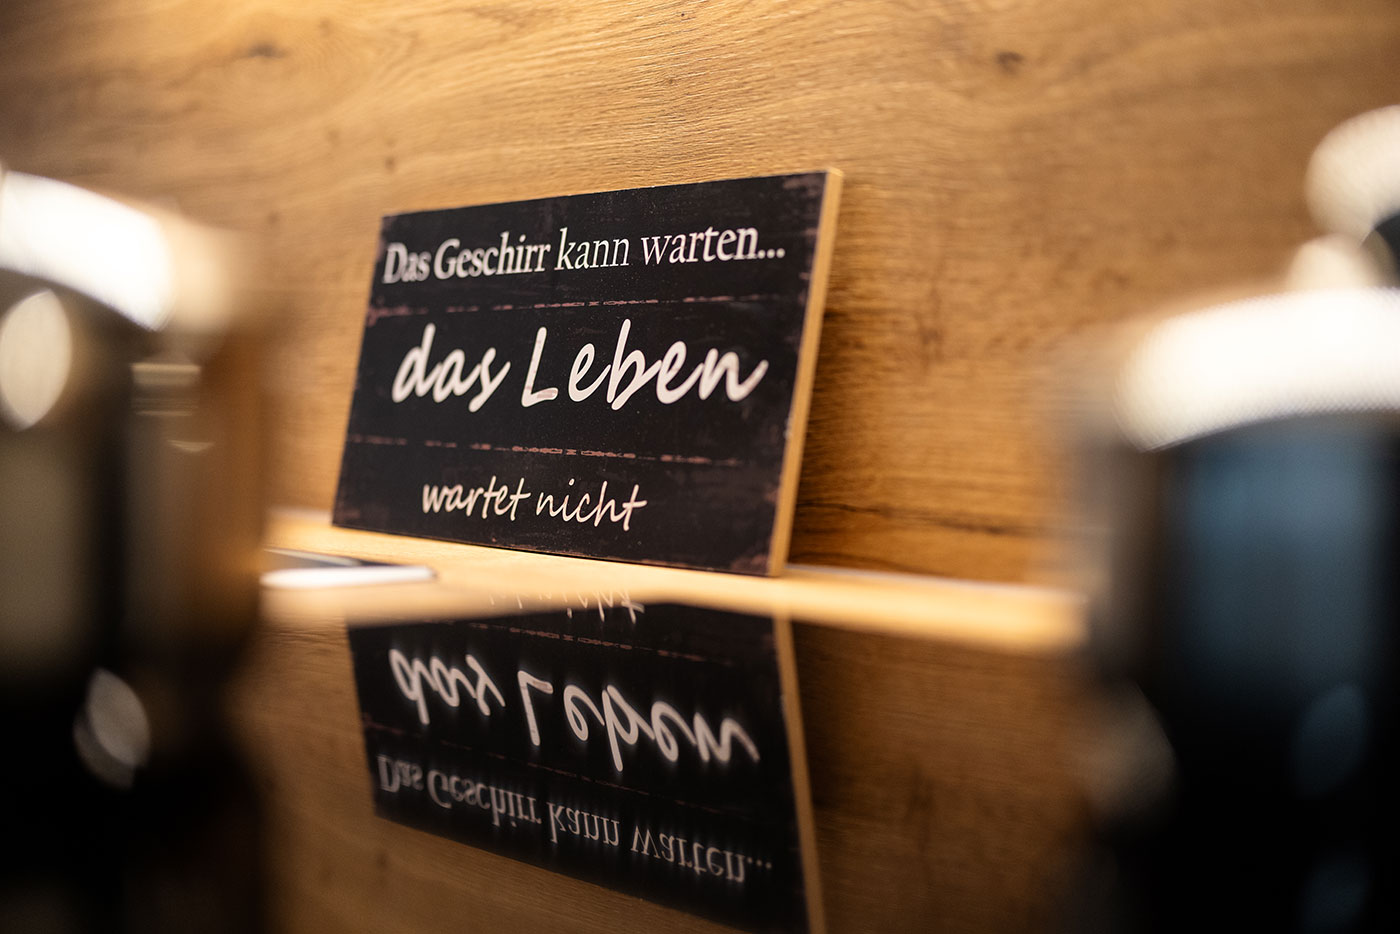 Das Geschirr kann warten...
das Leben
wartet nicht